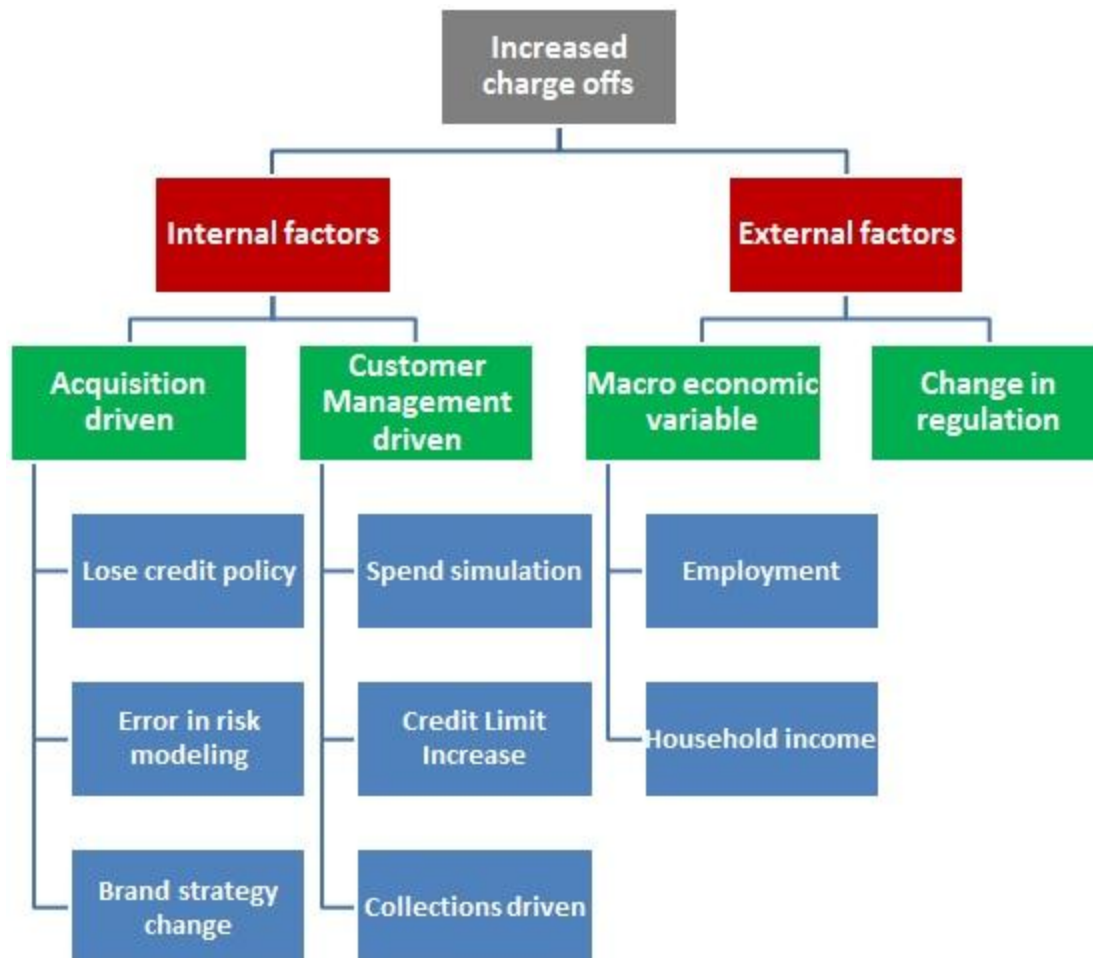 Increased
charge offs
Internal factors
External factors
Acquisition
driven
Customer
Management
driven
Macro economic
variable
Change in
regulation
Lose credit policy
Spend simulation
Employment
Error in risk
modeling
Credit Limit
Increase
Household income
Brand strategy
change
Collections driven